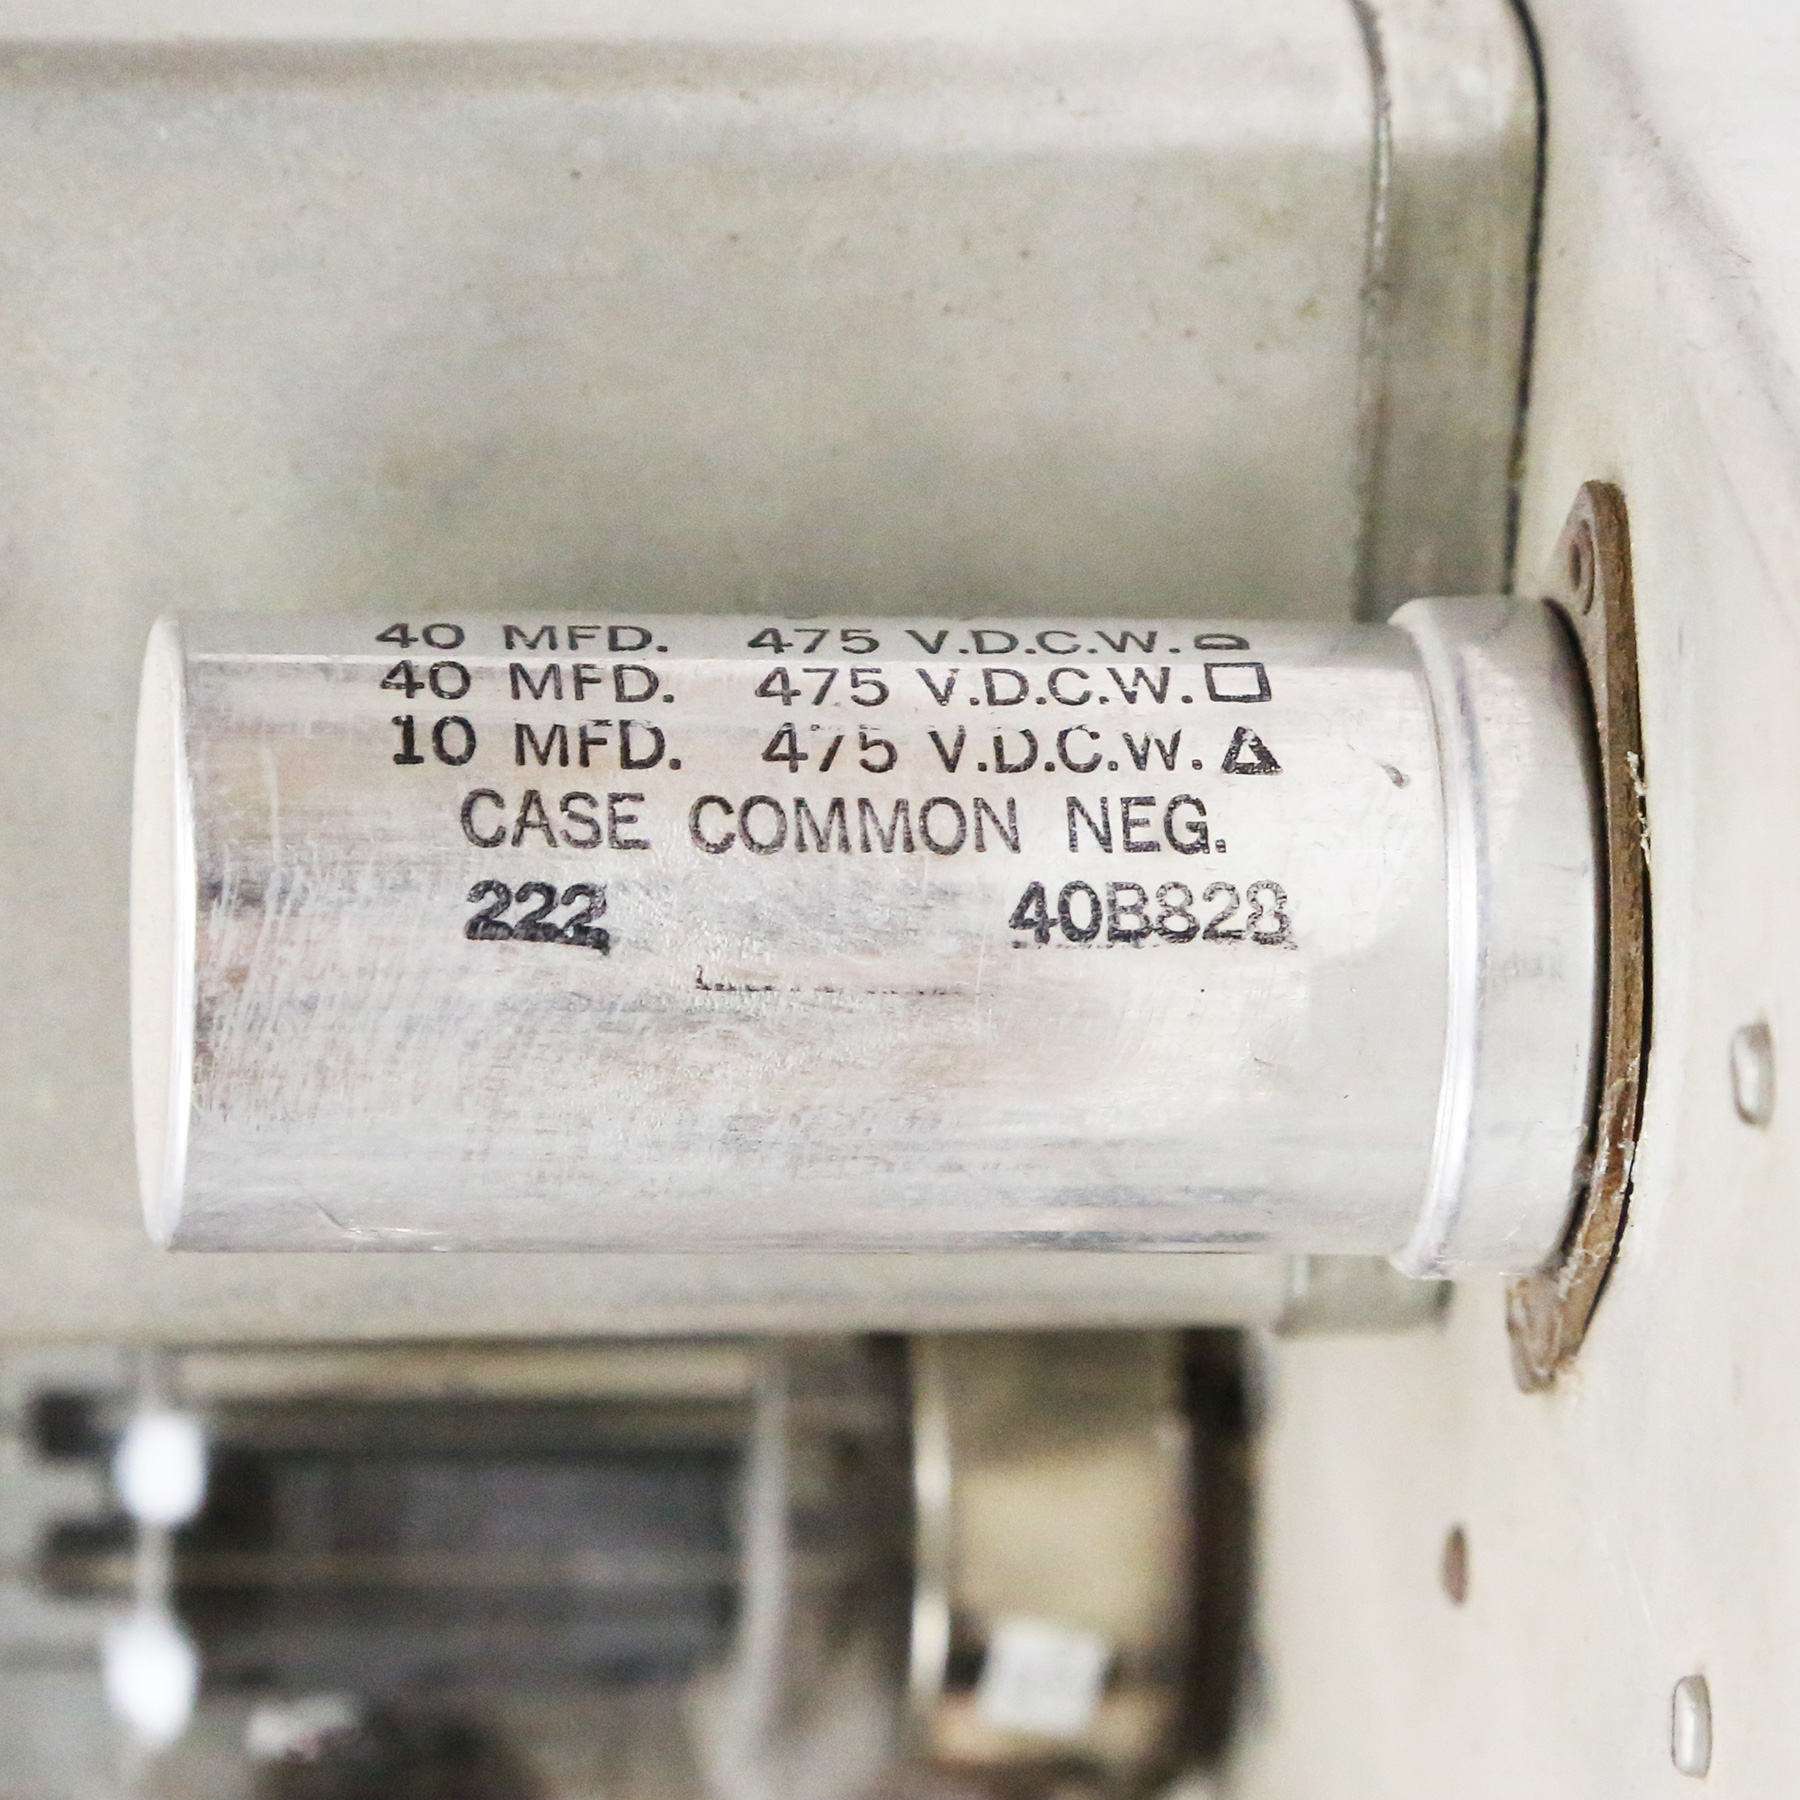 40 MFD. 475 V.D.C.W.
40 MFD. 475 V.D.C.W.
10 MFD. 475 V.D.C.W.
CASE COMMON NEG.
222 40B828